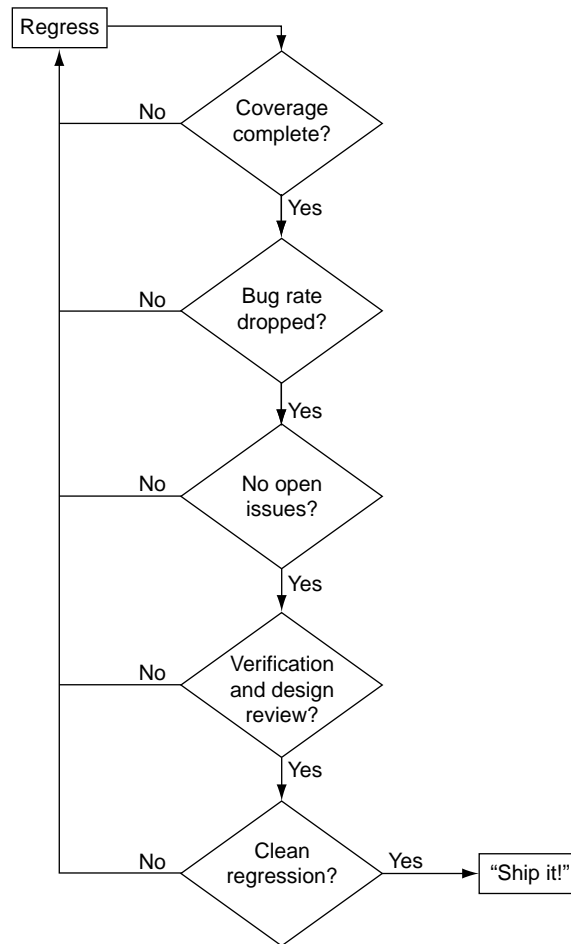 Regress
Coverage
complete?
No
Yes
Bug rate
dropped?
No
Yes
No open
issues?
No
Yes
Verification
and design
review?
No
Yes
Clean
regression?
No
Yes
“Ship it!”